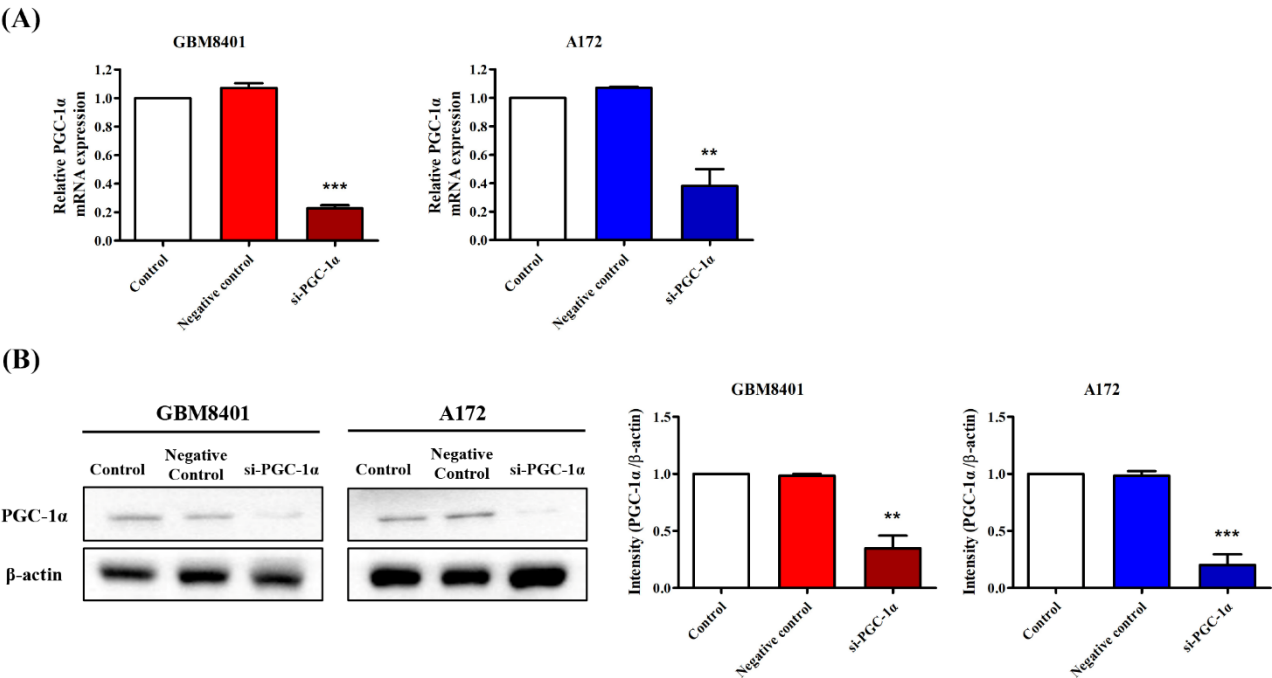 (A)
GBM8401
Relative PGC-1α
mRNA expression
1.2
1.0
0.8
0.6
0.4
0.2
0.0
***
Control
Negative control
si-PGC-1α
A172
Relative PGC-1α
mRNA expression
1.2
1.0
0.8
0.6
0.4
0.2
0.0
**
Control
Negative control
si-PGC-1α
(B)
GBM8401
Control
Negative
Control
si-PGC-1α
A172
Control
Negative
Control
si-PGC-1α
PGC-1α
β-actin
GBM8401
Intensity (PGC-1α /β-actin)
1.5
1.0
0.5
0.0
**
Control
Negative control
si-PGC-1α
A172
Intensity (PGC-1α /β-actin)
1.5
1.0
0.5
0.0
***
Control
Negative control
si-PGC-1α